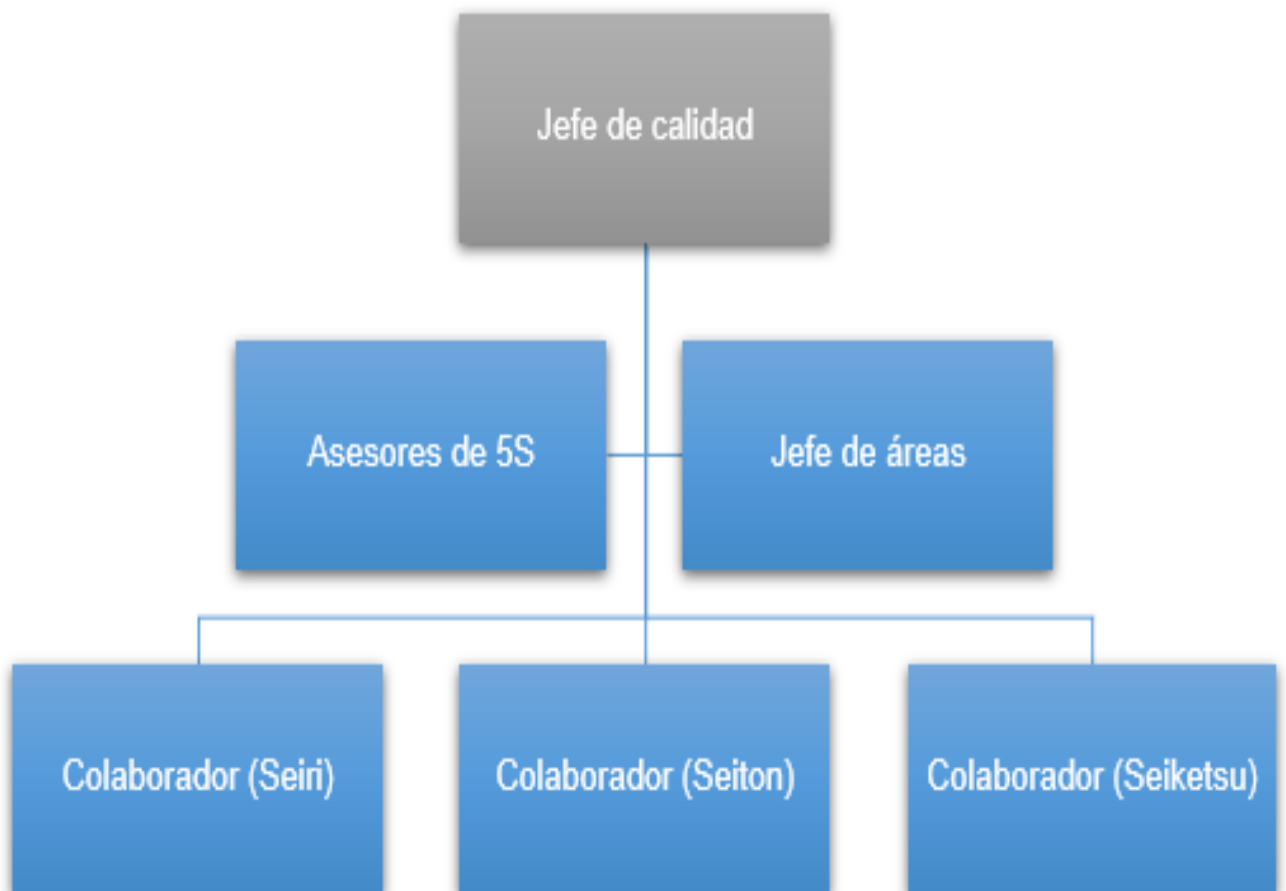 Jefe de calidad
Asesores de 5S
Jefe de áreas
Colaborador (Seiri)
Colaborador (Seiton)
Colaborador (Seiketsu)